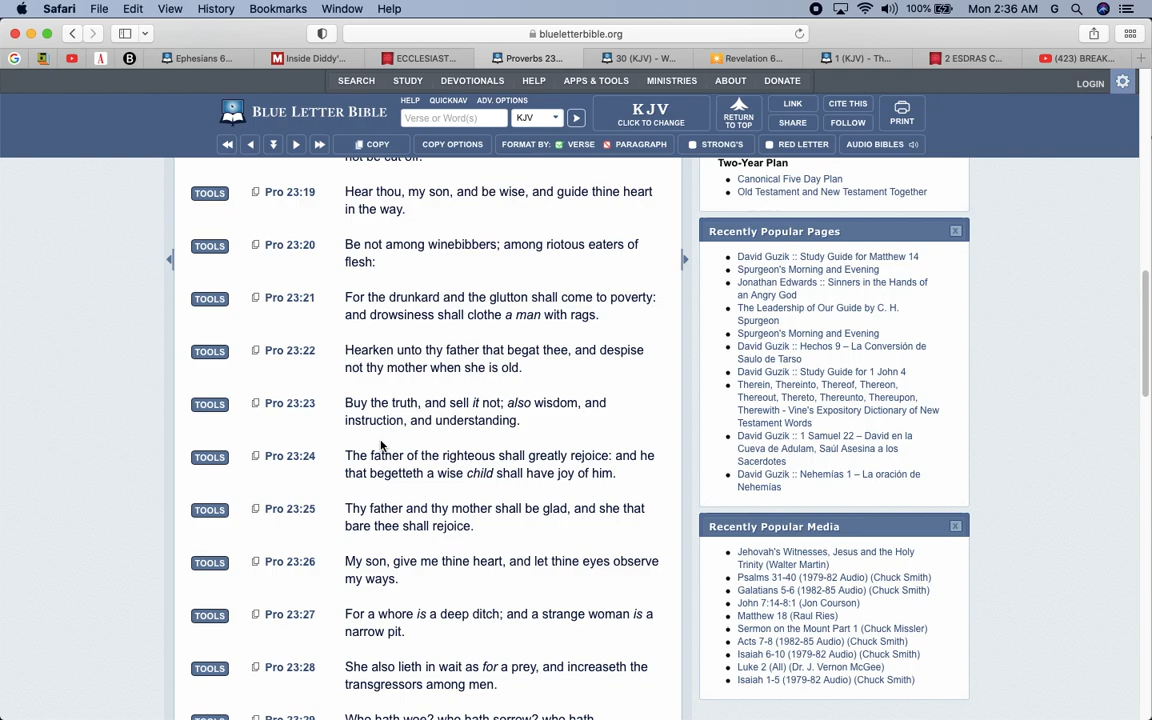 Safari File Edit View History Bookmarks Window Help 100% Mon 2:36 AM G
blueletterbible.org
Ephesians 6... Inside Diddy'... ECCLESIAST... Proverbs 23... 30 (KJV) - W... Revelation 6... 1 (KJV) - Th... 2 ESDRAS C... (423) BREAK...
SEARCH STUDY DEVOTIONALS HELP APPS & TOOLS MINISTRIES ABOUT DONATE LOGIN
BLUE LETTER BIBLE
HELP QUICKNAV ADV. OPTIONS
Verse or Word(s) KJV
KJV
CLICK TO CHANGE
RETURN
TO TOP
LINK CITE THIS
SHARE FOLLOW
PRINT
COPY COPY OPTIONS FORMAT BY: VERSE PARAGRAPH STRONG'S RED LETTER AUDIO BIBLES
not be cut off.
TOOLS Pro 23:19 Hear thou, my son, and be wise, and guide thine heart
in the way.
TOOLS Pro 23:20 Be not among winebibbers; among riotous eaters of
flesh:
TOOLS Pro 23:21 For the drunkard and the glutton shall come to poverty:
and drowsiness shall clothe a man with rags.
TOOLS Pro 23:22 Hearken unto thy father that begat thee, and despise
not thy mother when she is old.
TOOLS Pro 23:23 Buy the truth, and sell it not; also wisdom, and
instruction, and understanding.
TOOLS Pro 23:24 The father of the righteous shall greatly rejoice: and he
that begetteth a wise child shall have joy of him.
TOOLS Pro 23:25 Thy father and thy mother shall be glad, and she that
bare thee shall rejoice.
TOOLS Pro 23:26 My son, give me thine heart, and let thine eyes observe
my ways.
TOOLS Pro 23:27 For a whore is a deep ditch; and a strange woman is a
narrow pit.
TOOLS Pro 23:28 She also lieth in wait as for a prey, and increaseth the
transgressors among men.
TOOLS Pro 23:29 Who hath woe? who hath sorrow? who hath
Two-Year Plan
Canonical Five Day Plan
Old Testament and New Testament Together
Recently Popular Pages
David Guzik :: Study Guide for Matthew 14
Spurgeon's Morning and Evening
Jonathan Edwards :: Sinners in the Hands of
an Angry God
The Leadership of Our Guide by C. H.
Spurgeon
Spurgeon's Morning and Evening
David Guzik :: Hechos 9 – La Conversión de
Saulo de Tarso
David Guzik :: Study Guide for 1 John 4
Therein, Thereinto, Thereof, Thereon,
Thereout, Thereto, Thereunto, Thereupon,
Therewith - Vine's Expository Dictionary of New
Testament Words
David Guzik :: 1 Samuel 22 – David en la
Cueva de Adulam, Saúl Asesina a los
Sacerdotes
David Guzik :: Nehemías 1 – La oración de
Nehemías
Recently Popular Media
Jehovah's Witnesses, Jesus and the Holy
Trinity (Walter Martin)
Psalms 31-40 (1979-82 Audio) (Chuck Smith)
Galatians 5-6 (1982-85 Audio) (Chuck Smith)
John 7:14-8:1 (Jon Courson)
Matthew 18 (Raul Ries)
Sermon on the Mount Part 1 (Chuck Missler)
Acts 7-8 (1982-85 Audio) (Chuck Smith)
Isaiah 6-10 (1979-82 Audio) (Chuck Smith)
Luke 2 (All) (Dr. J. Vernon McGee)
Isaiah 1-5 (1979-82 Audio) (Chuck Smith)